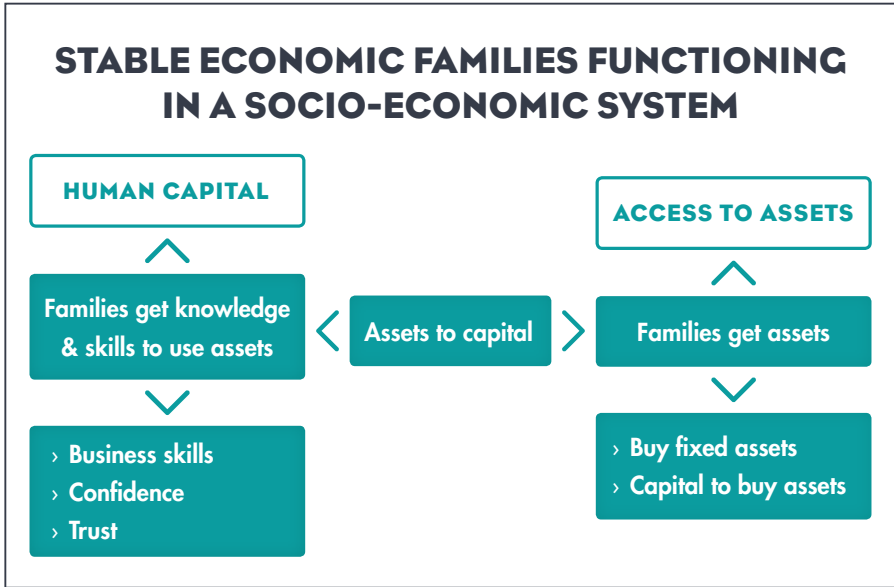 STABLE ECONOMIC FAMILIES FUNCTIONING
IN A SOCIO-ECONOMIC SYSTEM
HUMAN CAPITAL
Families get knowledge
& skills to use assets
› Business skills
› Confidence
› Trust
Assets to capital
ACCESS TO ASSETS
Families get assets
› Buy fixed assets
› Capital to buy assets